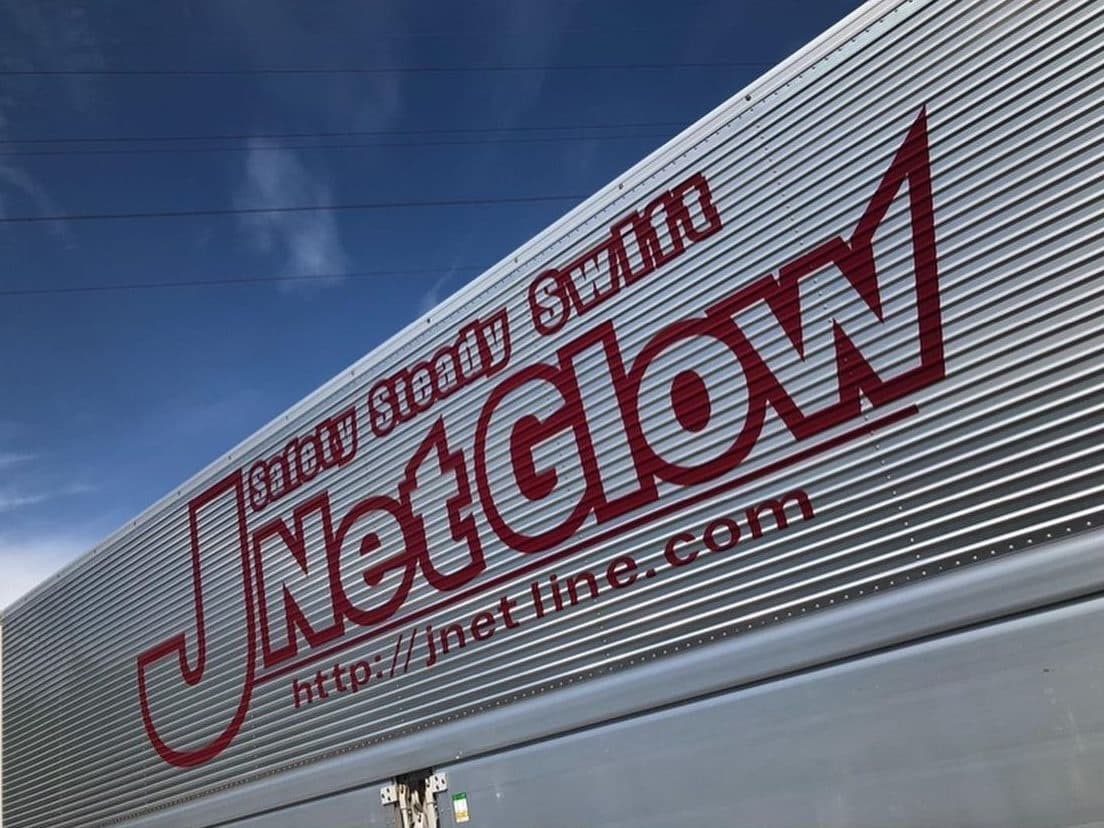 Safety Steady Swift
JNetGlow
http://jnetline.com